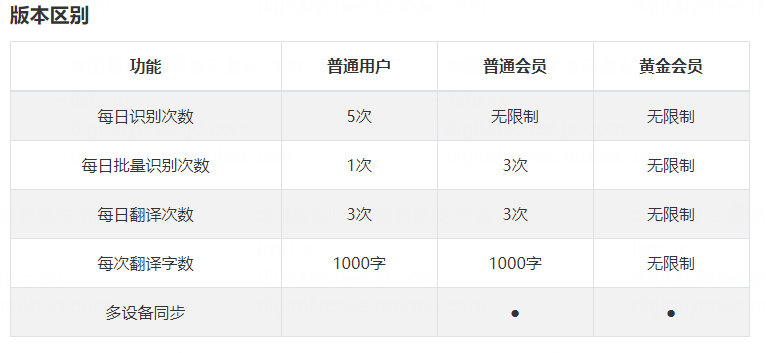 版本区别
功能 普通用户 普通会员 黄金会员
每日识别次数 5次 无限制 无限制
每日批量识别次数 1次 3次 无限制
每日翻译次数 3次 3次 无限制
每次翻译字数 1000字 1000字 无限制
多设备同步 ● ●